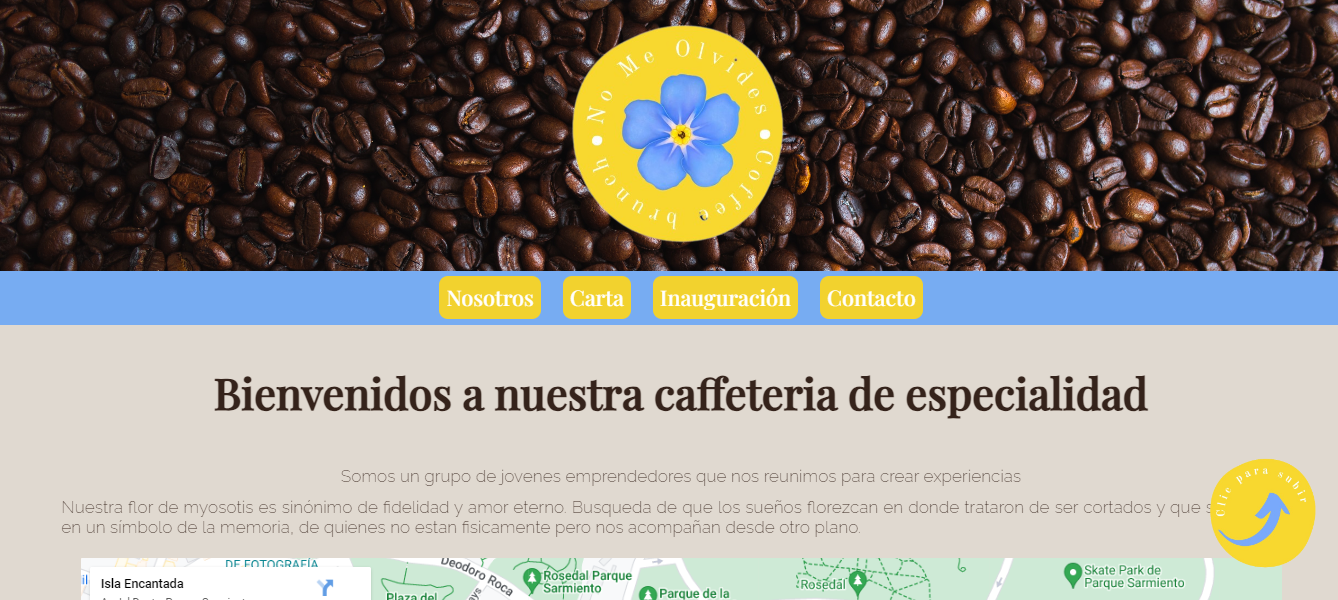 No Me Olvides
Coffee brunch
Nosotros
Carta
Inauguración
Contacto
Bienvenidos a nuestra caffeteria de especialidad
Somos un grupo de jovenes emprendedores que nos reunimos para crear experiencias
Nuestra flor de myosotis es sinónimo de fidelidad y amor eterno. Busqueda de que los sueños florezcan en donde trataron de ser cortados y que
en un símbolo de la memoria, de quienes no estan fisicamente pero nos acompañan desde otro plano.
Clic para subir
DE FOTOGRAFÍA
Isla Encantada
Deodoro Roca
Plaza del
Rosedal Parque
Sarmiento
Parque de la
Rosedal
Skate Park de
Parque Sarmiento